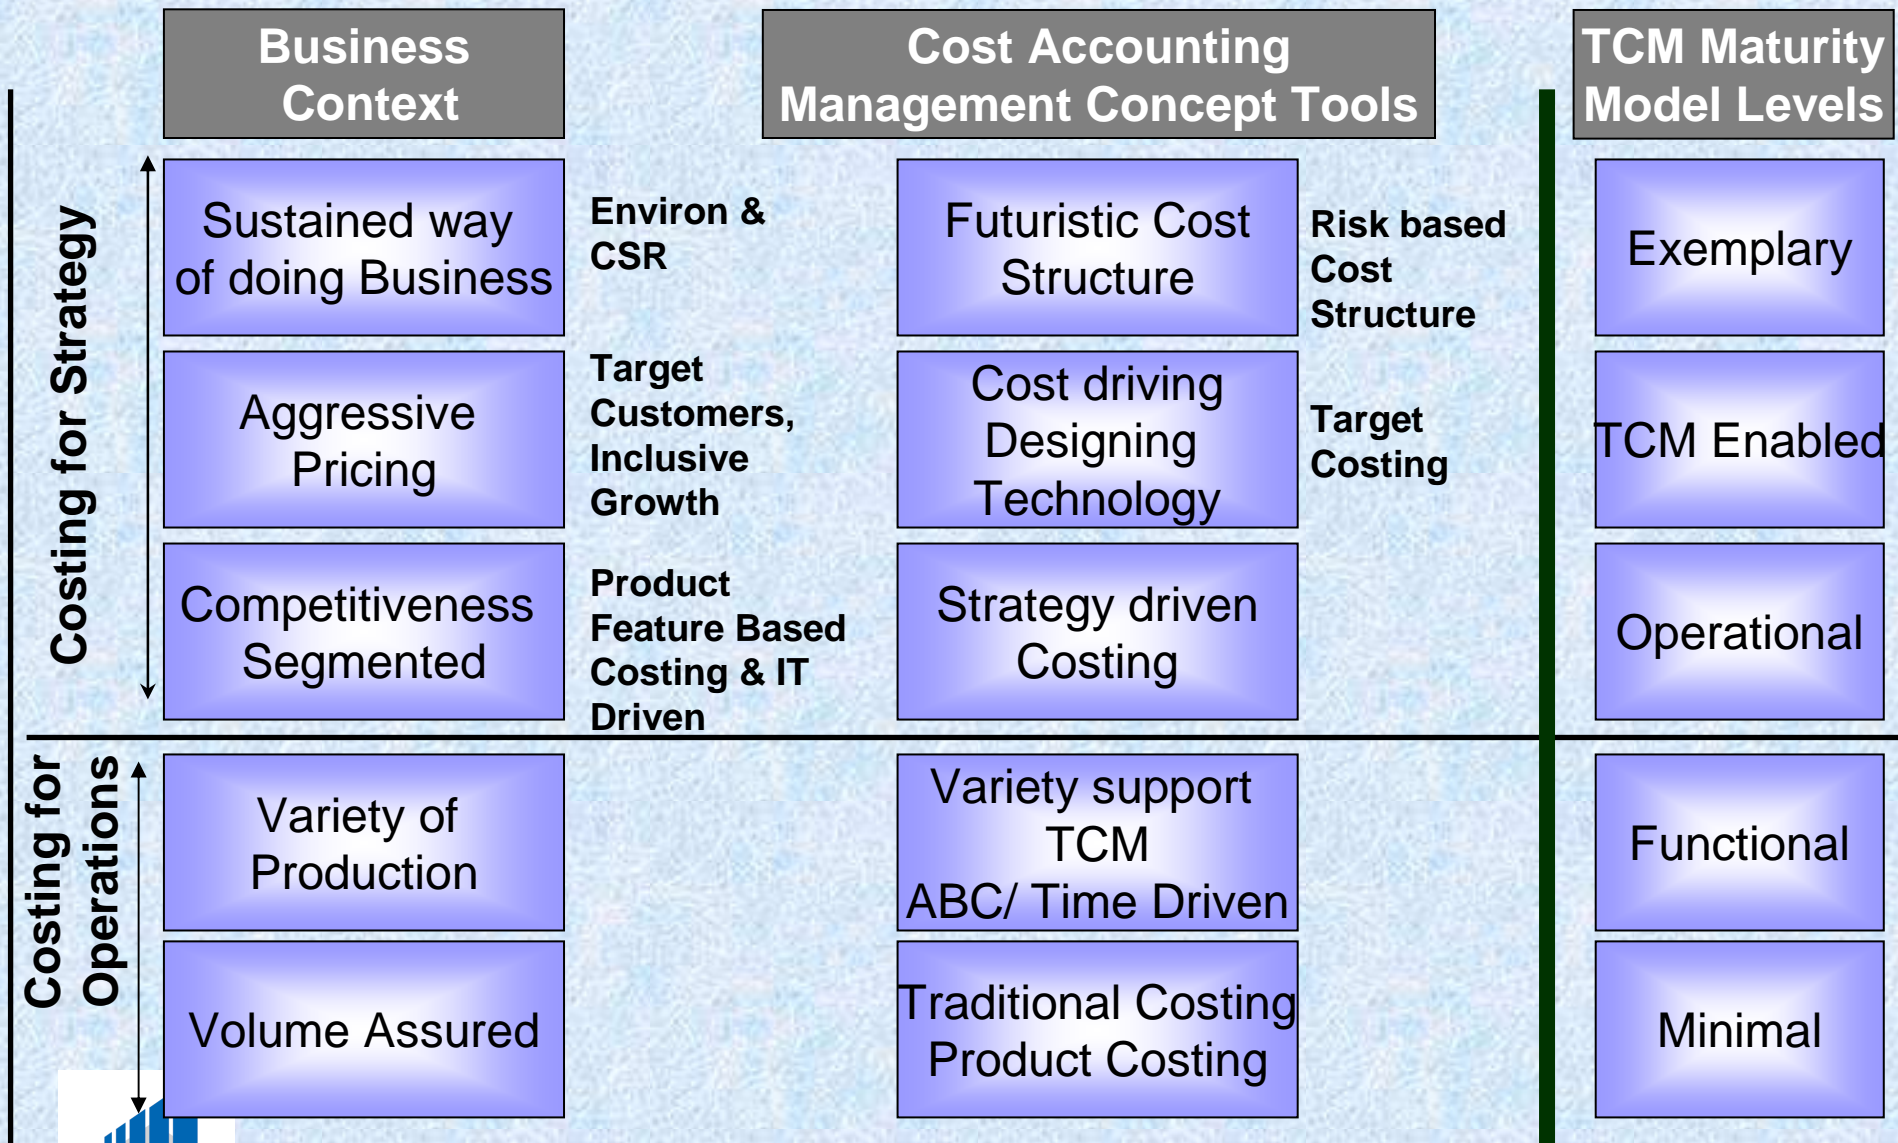 Business
Context
Cost Accounting
Management Concept Tools
TCM Maturity
Model Levels
Costing for Strategy
Sustained way
of doing Business
Environ &
CSR
Futuristic Cost
Structure
Risk based
Cost
Structure
Exemplary
Aggressive
Pricing
Target
Customers,
Inclusive
Growth
Cost driving
Designing
Technology
Target
Costing
TCM Enabled
Competitiveness
Segmented
Product
Feature Based
Costing & IT
Driven
Strategy driven
Costing
Operational
Costing for
Operations
Variety of
Production
Variety support
TCM
ABC/ Time Driven
Functional
Volume Assured
Traditional Costing
Product Costing
Minimal